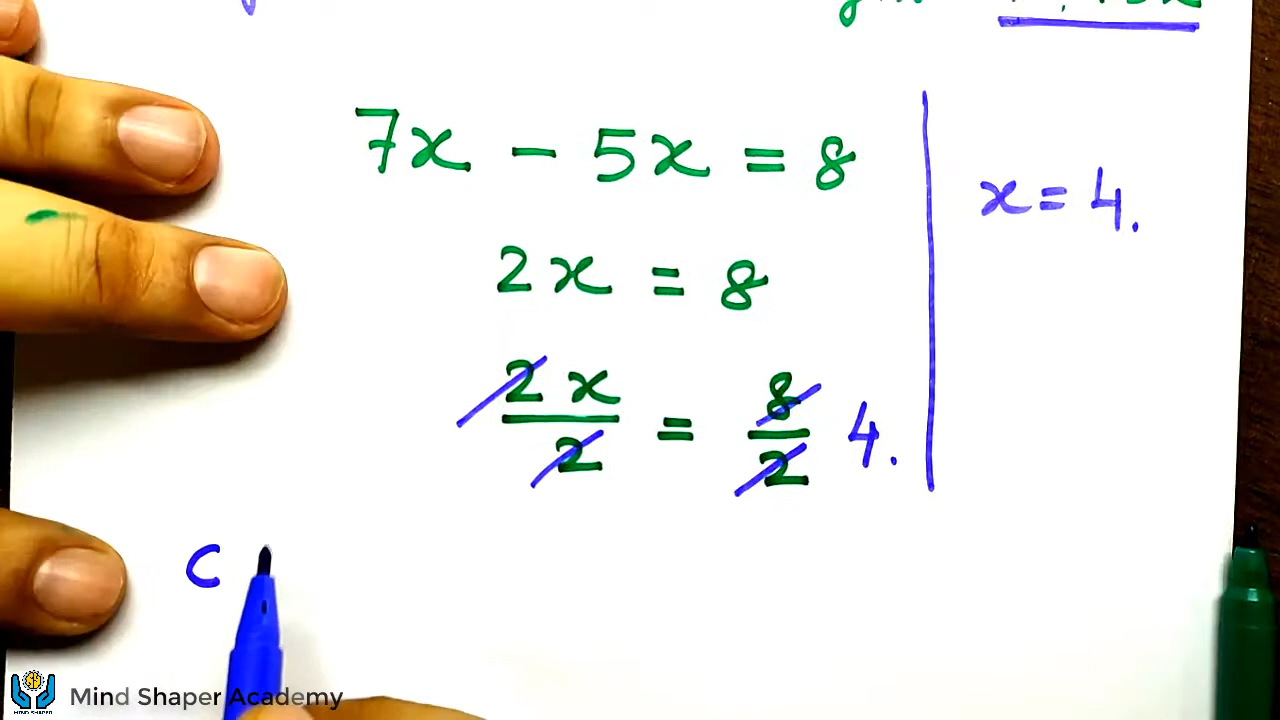 7x - 5x = 8
x = 4.
2x = 8
2x/2 = 8/2 4.
C
Mind Shaper Academy